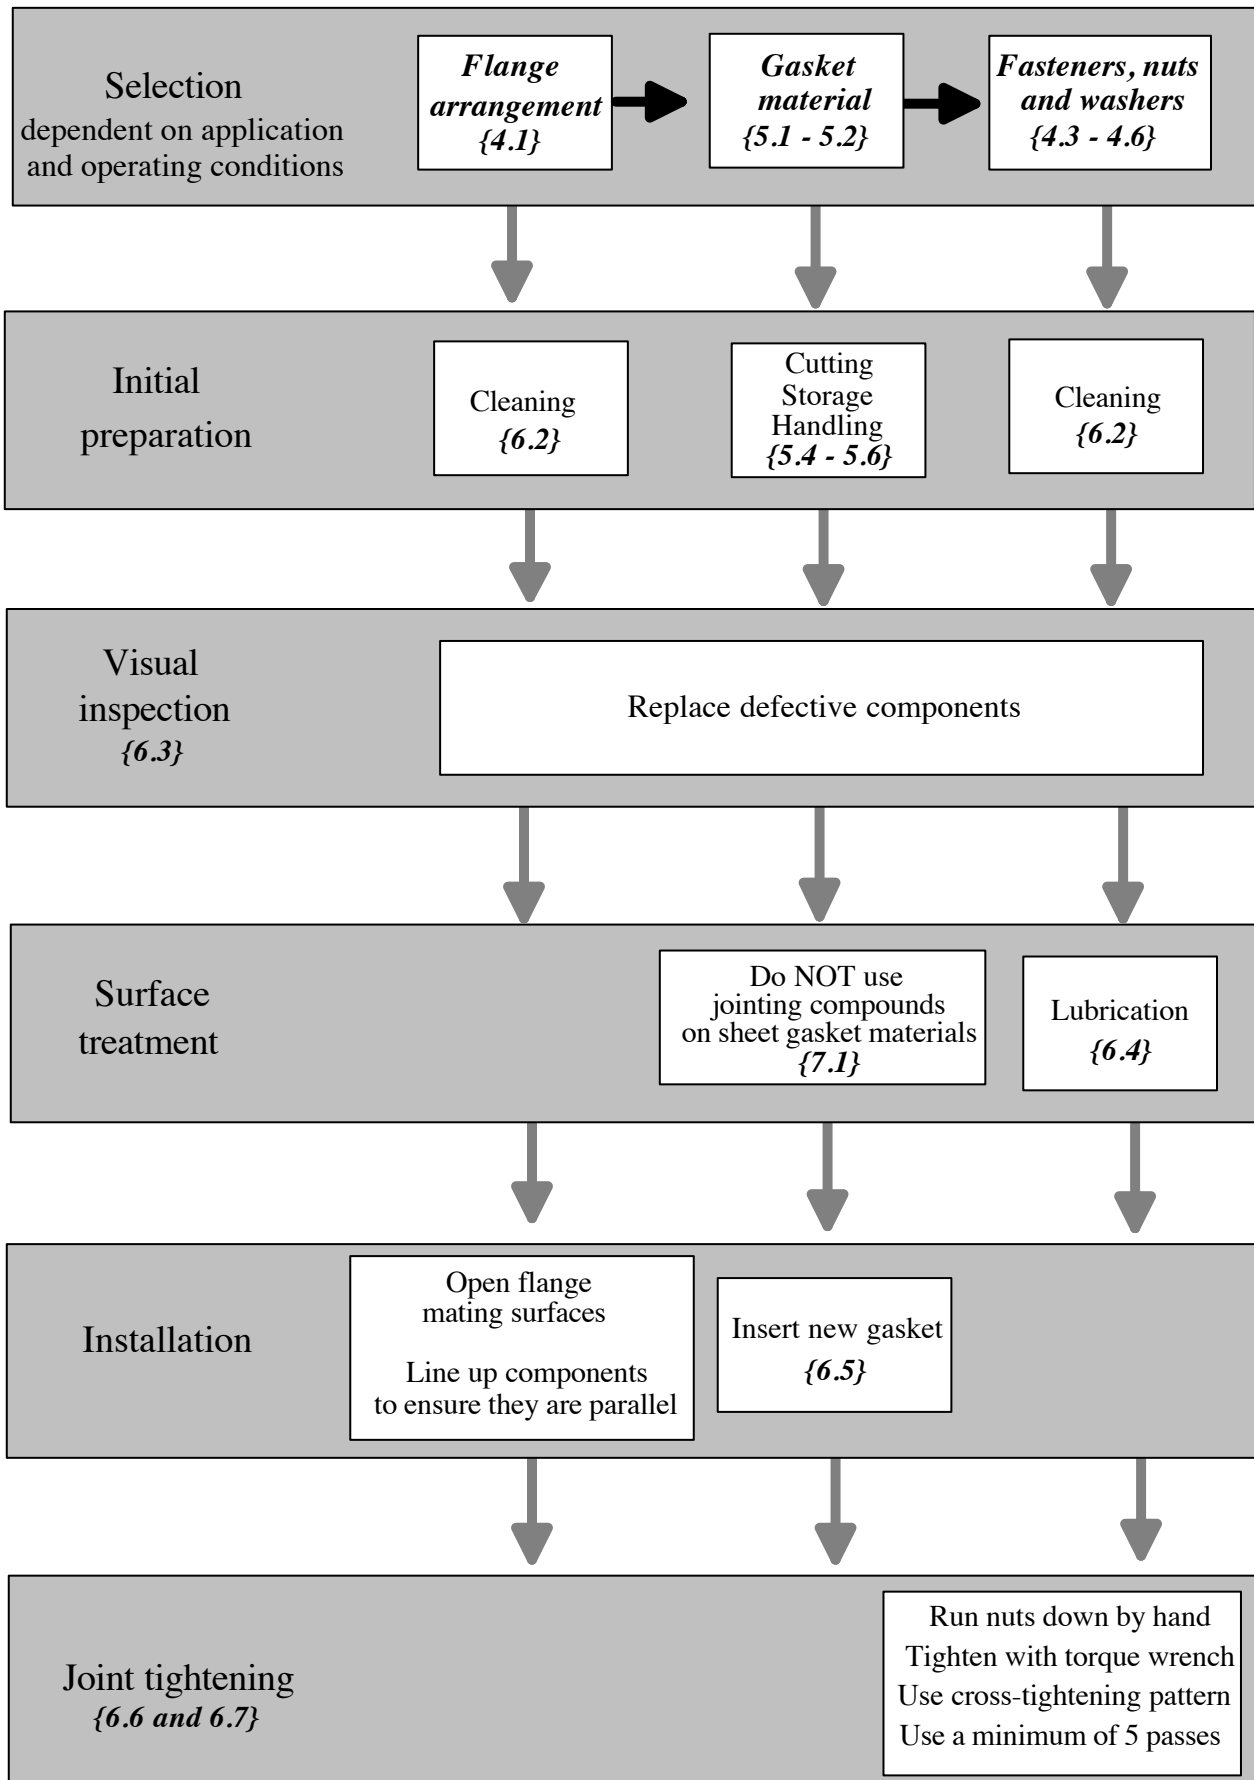 Selection
dependent on application
and operating conditions
Flange
arrangement
{4.1}
Gasket
material
{5.1 - 5.2}
Fasteners, nuts
and washers
{4.3 - 4.6}
Initial
preparation
Cleaning
{6.2}
Cutting
Storage
Handling
{5.4 - 5.6}
Cleaning
{6.2}
Visual
inspection
{6.3}
Replace defective components
Surface
treatment
Do NOT use
jointing compounds
on sheet gasket materials
{7.1}
Lubrication
{6.4}
Installation
Open flange
mating surfaces
Line up components
to ensure they are parallel
Insert new gasket
{6.5}
Joint tightening
{6.6 and 6.7}
Run nuts down by hand
Tighten with torque wrench
Use cross-tightening pattern
Use a minimum of 5 passes